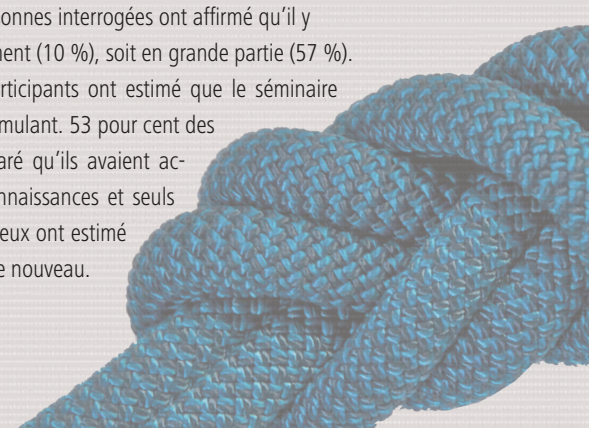 onnes interrogées ont affirmé qu'il y
ent (10 %), soit en grande partie (57 %).
rticipants ont estimé que le séminaire
mulant. 53 pour cent des
aré qu'ils avaient ac-
nnaissances et seuls
eux ont estimé
e nouveau.